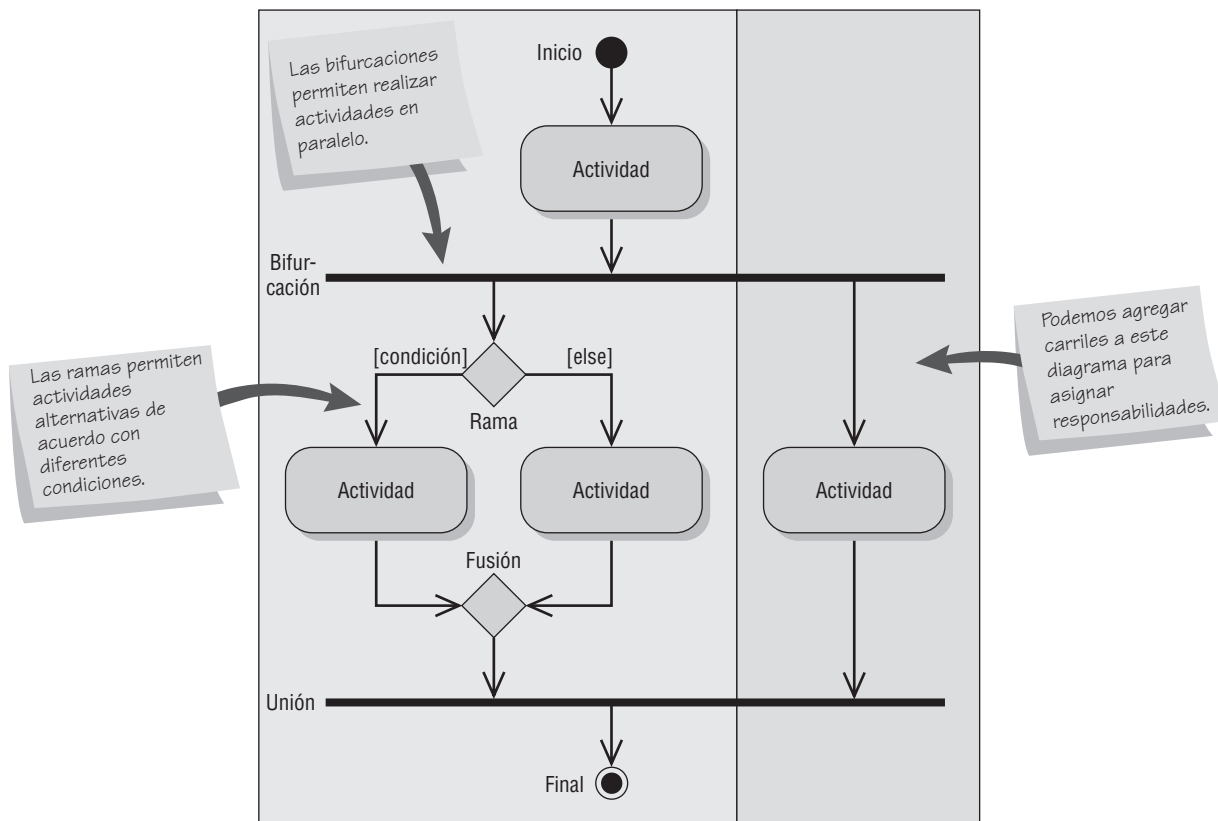 Las bifurcaciones
permiten realizar
actividades en
paralelo.
Inicio
Actividad
Bifur-
cación
[condición]
[else]
Rama
Las ramas permiten
actividades
alternativas de
acuerdo con
diferentes
condiciones.
Podemos agregar
carriles a este
diagrama para
asignar
responsabilidades.
Actividad
Actividad
Actividad
Fusión
Unión
Final